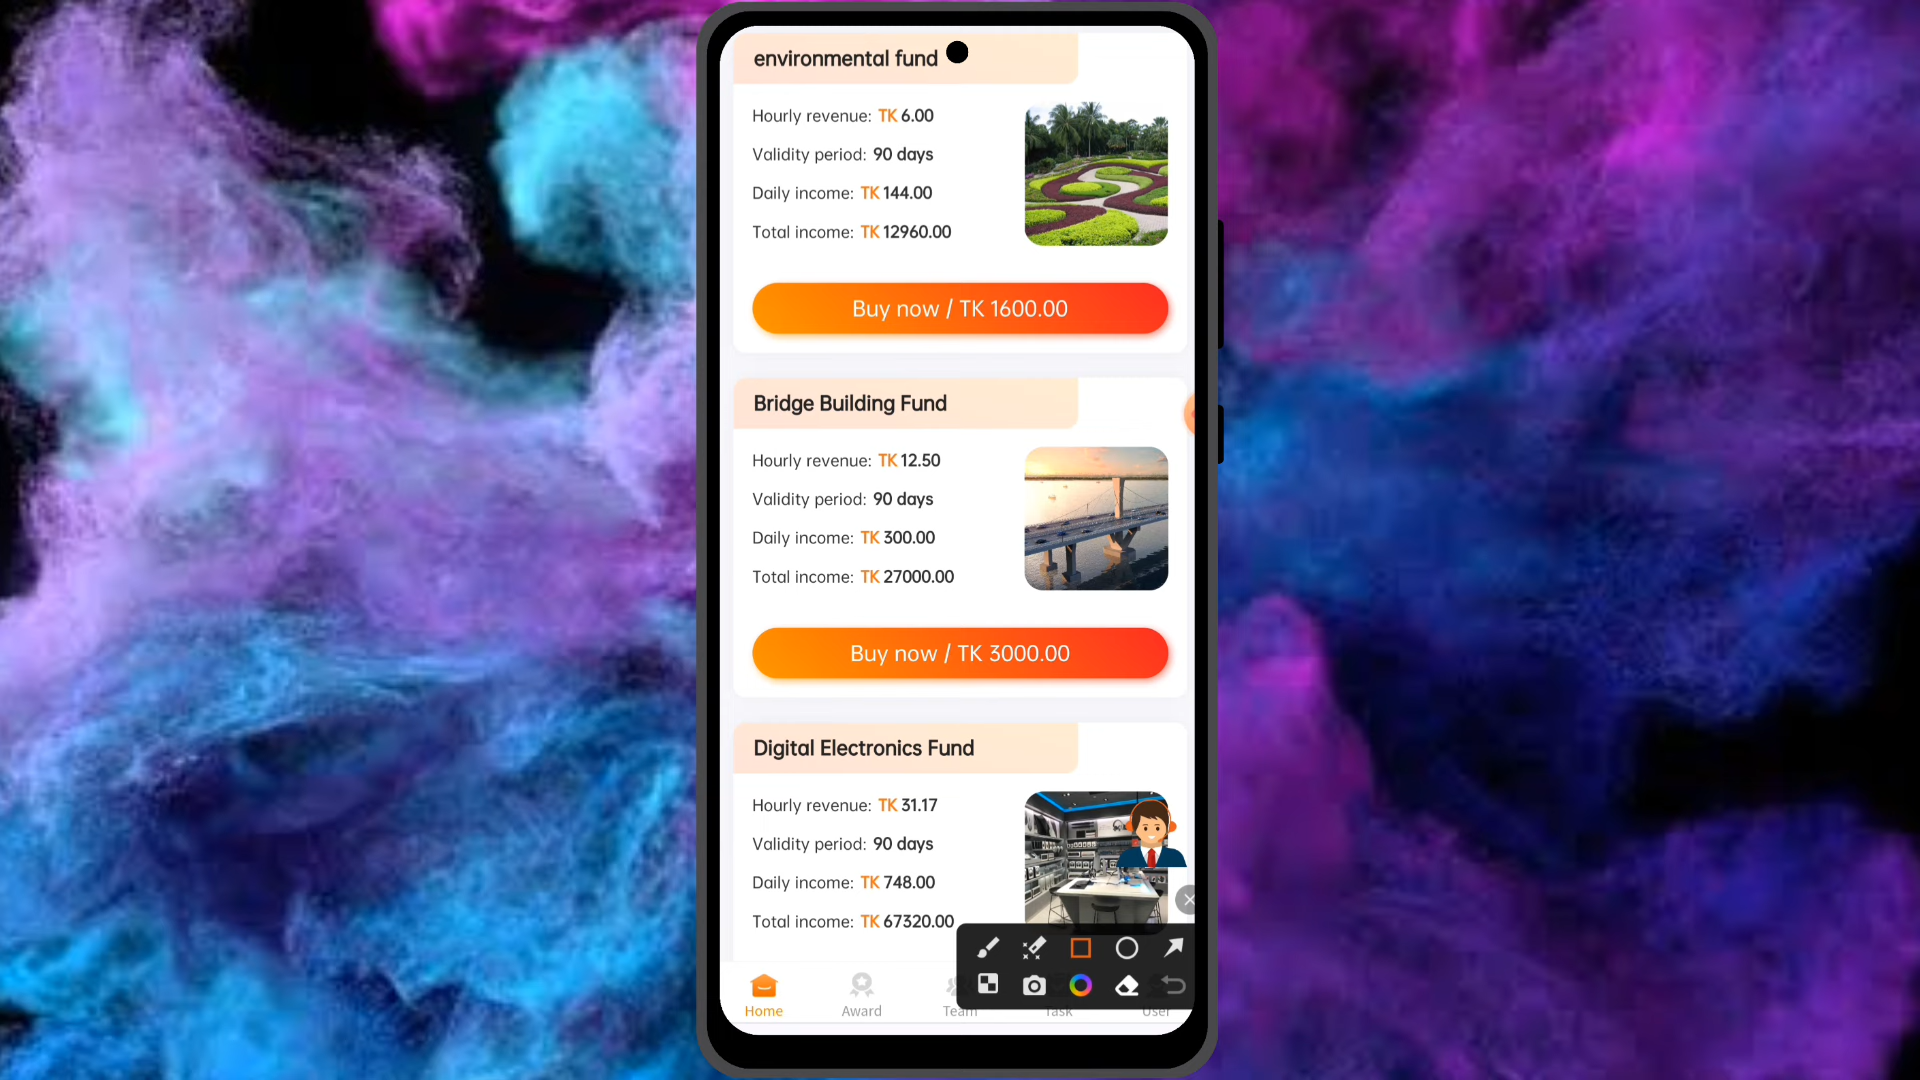 environmental fund
Hourly revenue: TK 6.00
Validity period: 90 days
Daily income: TK 144.00
Total income: TK 12960.00
Buy now / TK 1600.00
Bridge Building Fund
Hourly revenue: TK 12.50
Validity period: 90 days
Daily income: TK 300.00
Total income: TK 27000.00
Buy now / TK 3000.00
Digital Electronics Fund
Hourly revenue: TK 31.17
Validity period: 90 days
Daily income: TK 748.00
Total income: TK 67320.00
Home Award Team Task User